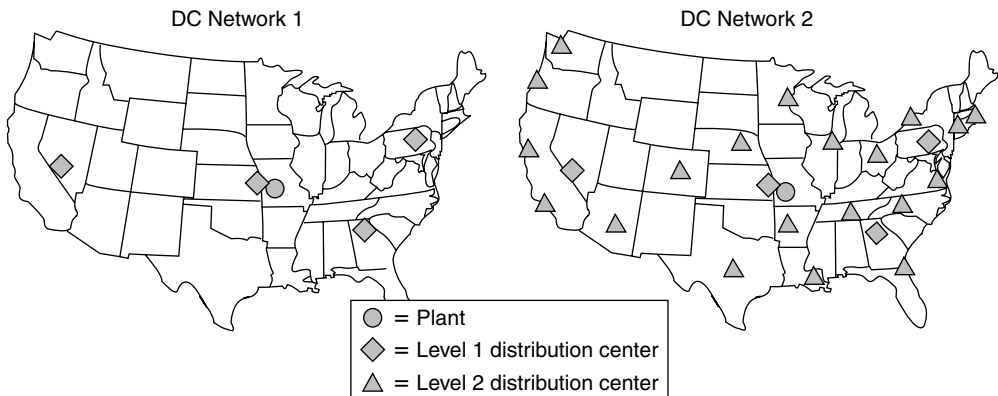 DC Network 1
DC Network 2
= Plant
= Level 1 distribution center
= Level 2 distribution center